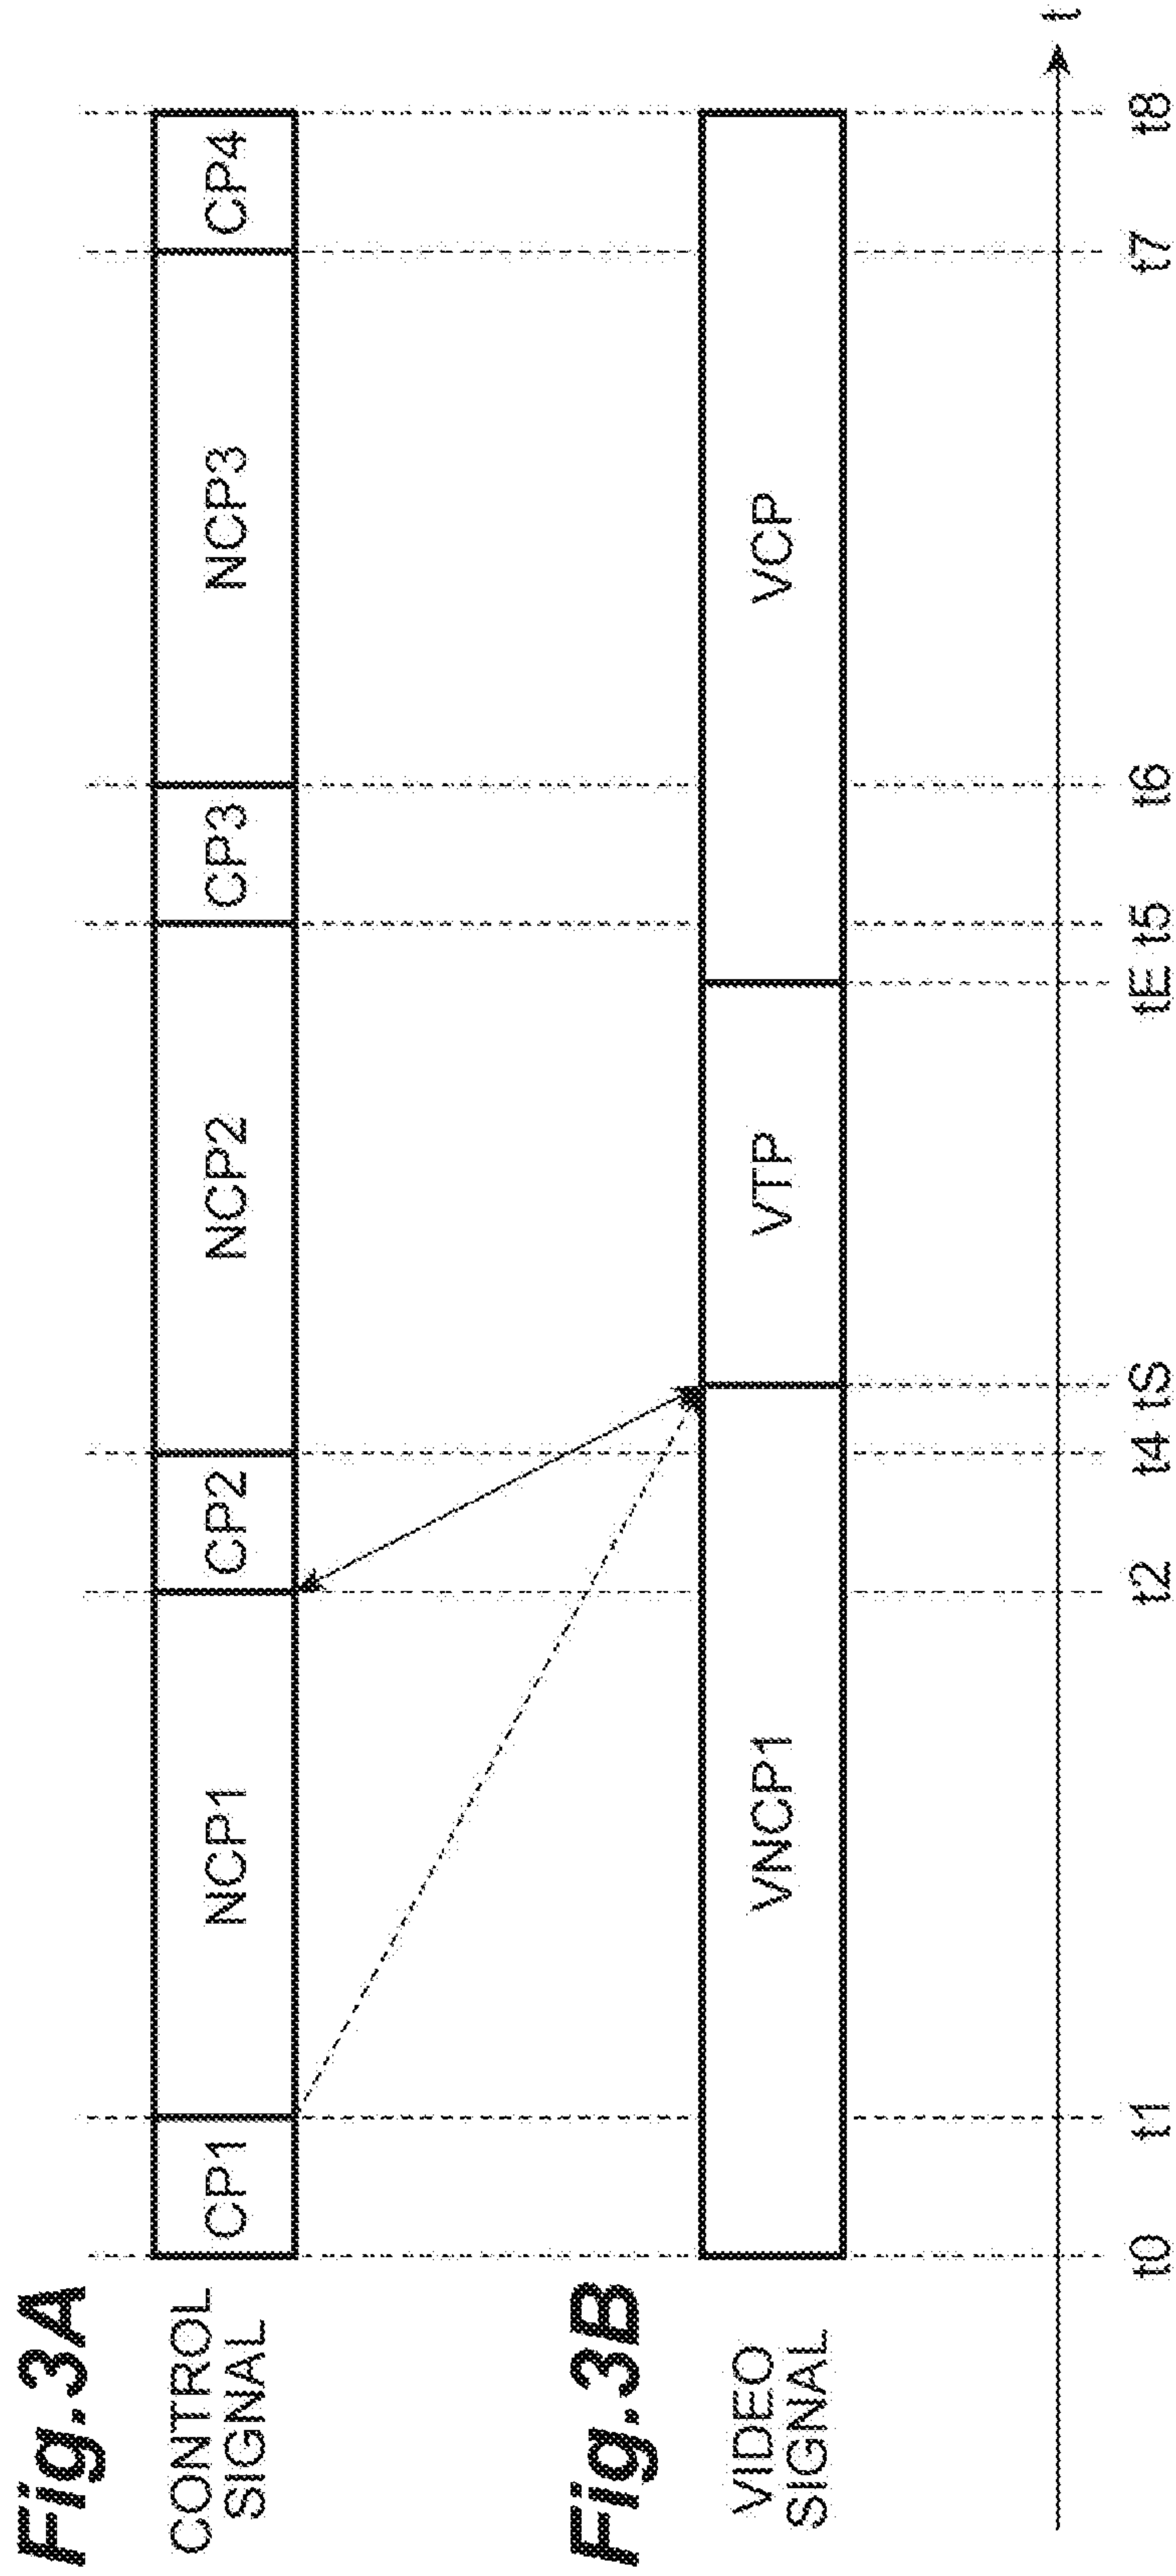 Fig.3A
CONTROL
SIGNAL
CP1 NCP1 CP2 NCP2 CP3 NCP3 CP4
Fig.3B
VIDEO
SIGNAL
VNCP1 VTP VCP
t
t0 t1 t2 t4 tS tE t5 t6 t7 t8